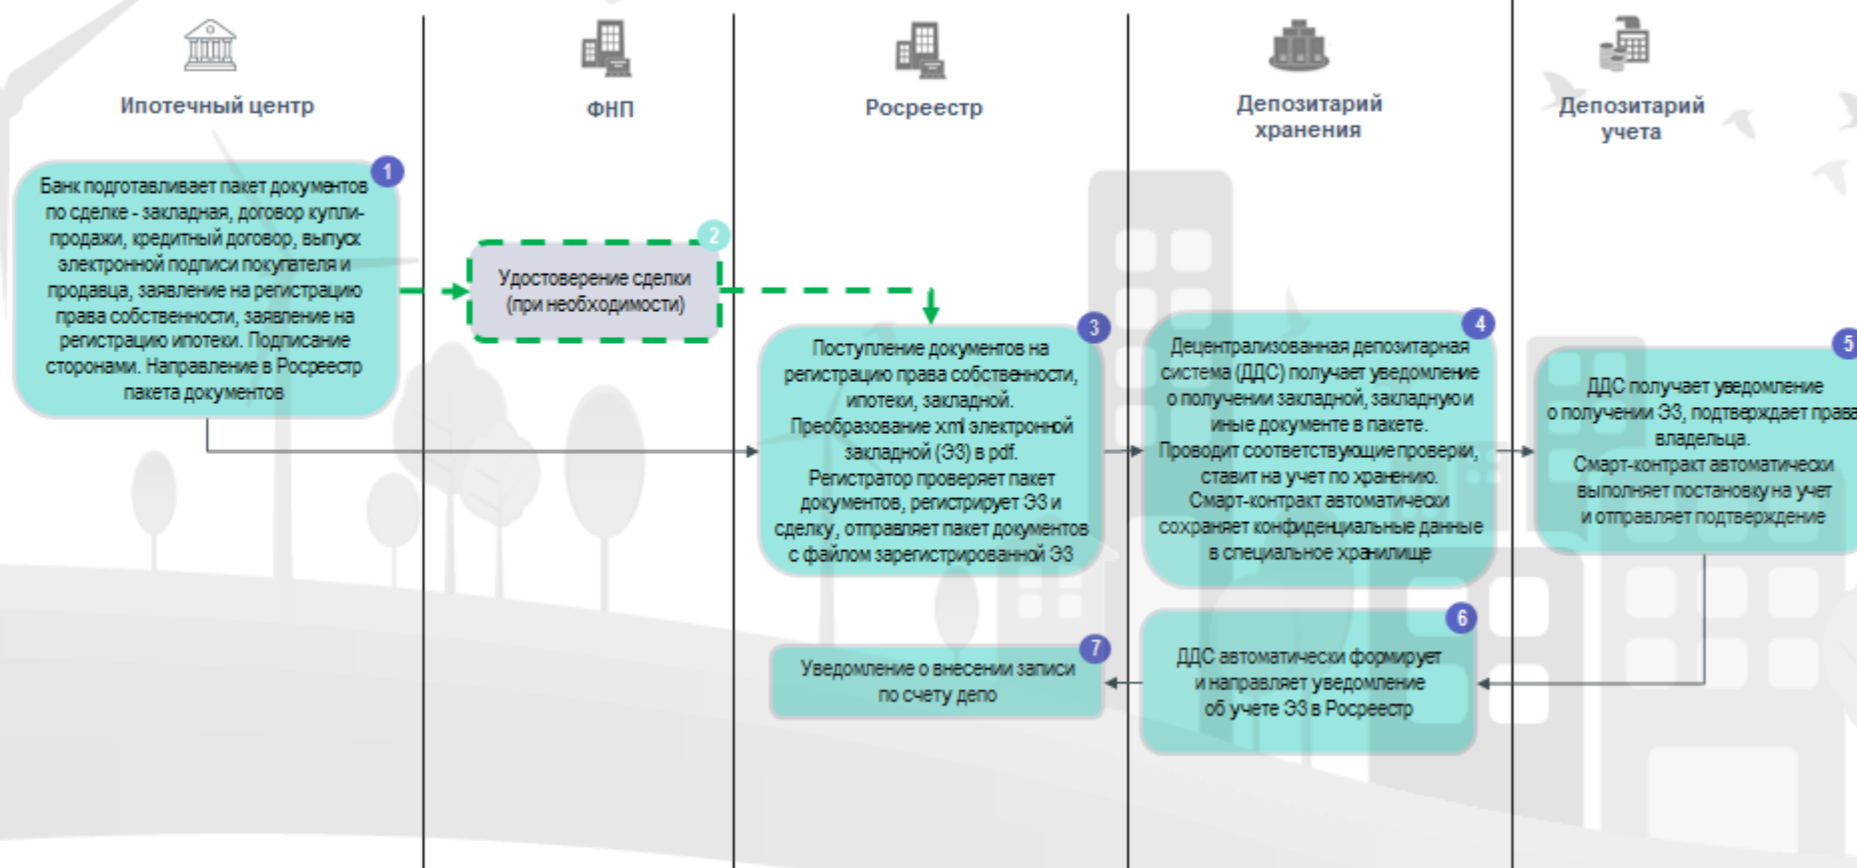 Ипотечный центр
ФНП
Росреестр
Депозитарий
хранения
Депозитарий
учета
1
Банк подготавливает пакет документов
по сделке - закладная, договор купли-
продажи, кредитный договор, выпуск
электронной подписи покупателя и
продавца, заявление на регистрацию
права собственности, заявление на
регистрацию ипотеки. Подписание
сторонами. Направление в Росреестр
пакета документов
2
Удостоверение сделки
(при необходимости)
3
Поступление документов на
регистрацию права собственности,
ипотеки, закладной.
Преобразование xml электронной
закладной (ЭЗ) в pdf.
Регистратор проверяет пакет
документов, регистрирует ЭЗ и
сделку, отправляет пакет документов
с файлом зарегистрированной ЭЗ
4
Децентрализованная депозитарная
система (ДДС) получает уведомление
о получении закладной, закладную и
иные документе в пакете.
Проводит соответствующие проверки,
ставит на учет по хранению.
Смарт-контракт автоматически
сохраняет конфиденциальные данные
в специальное хранилище
5
ДДС получает уведомление
о получении ЭЗ, подтверждает права
владельца.
Смарт-контракт автоматически
выполняет постановку на учет
и отправляет подтверждение
6
ДДС автоматически формирует
и направляет уведомление
об учете ЭЗ в Росреестр
7
Уведомление о внесении записи
по счету депо